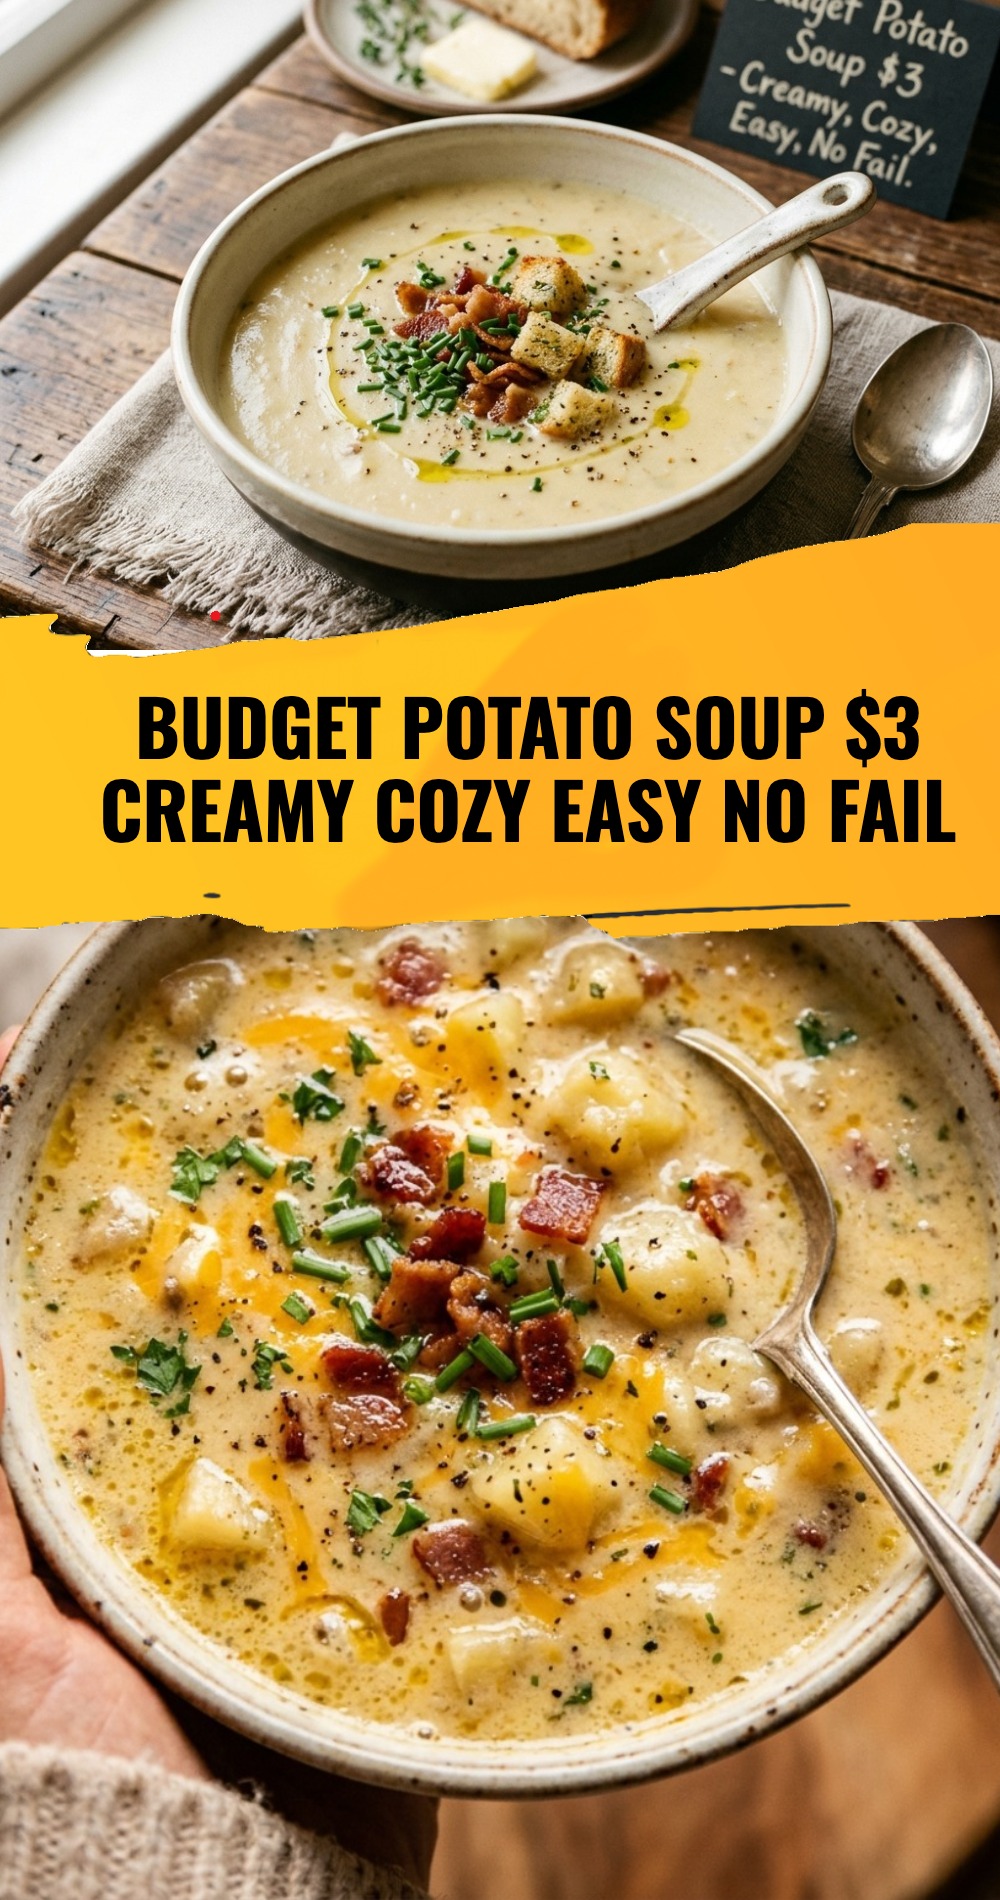 Budget Potato
Soup $3
-Creamy, Cozy,
Easy, No Fail.
BUDGET POTATO SOUP $3
CREAMY COZY EASY NO FAIL